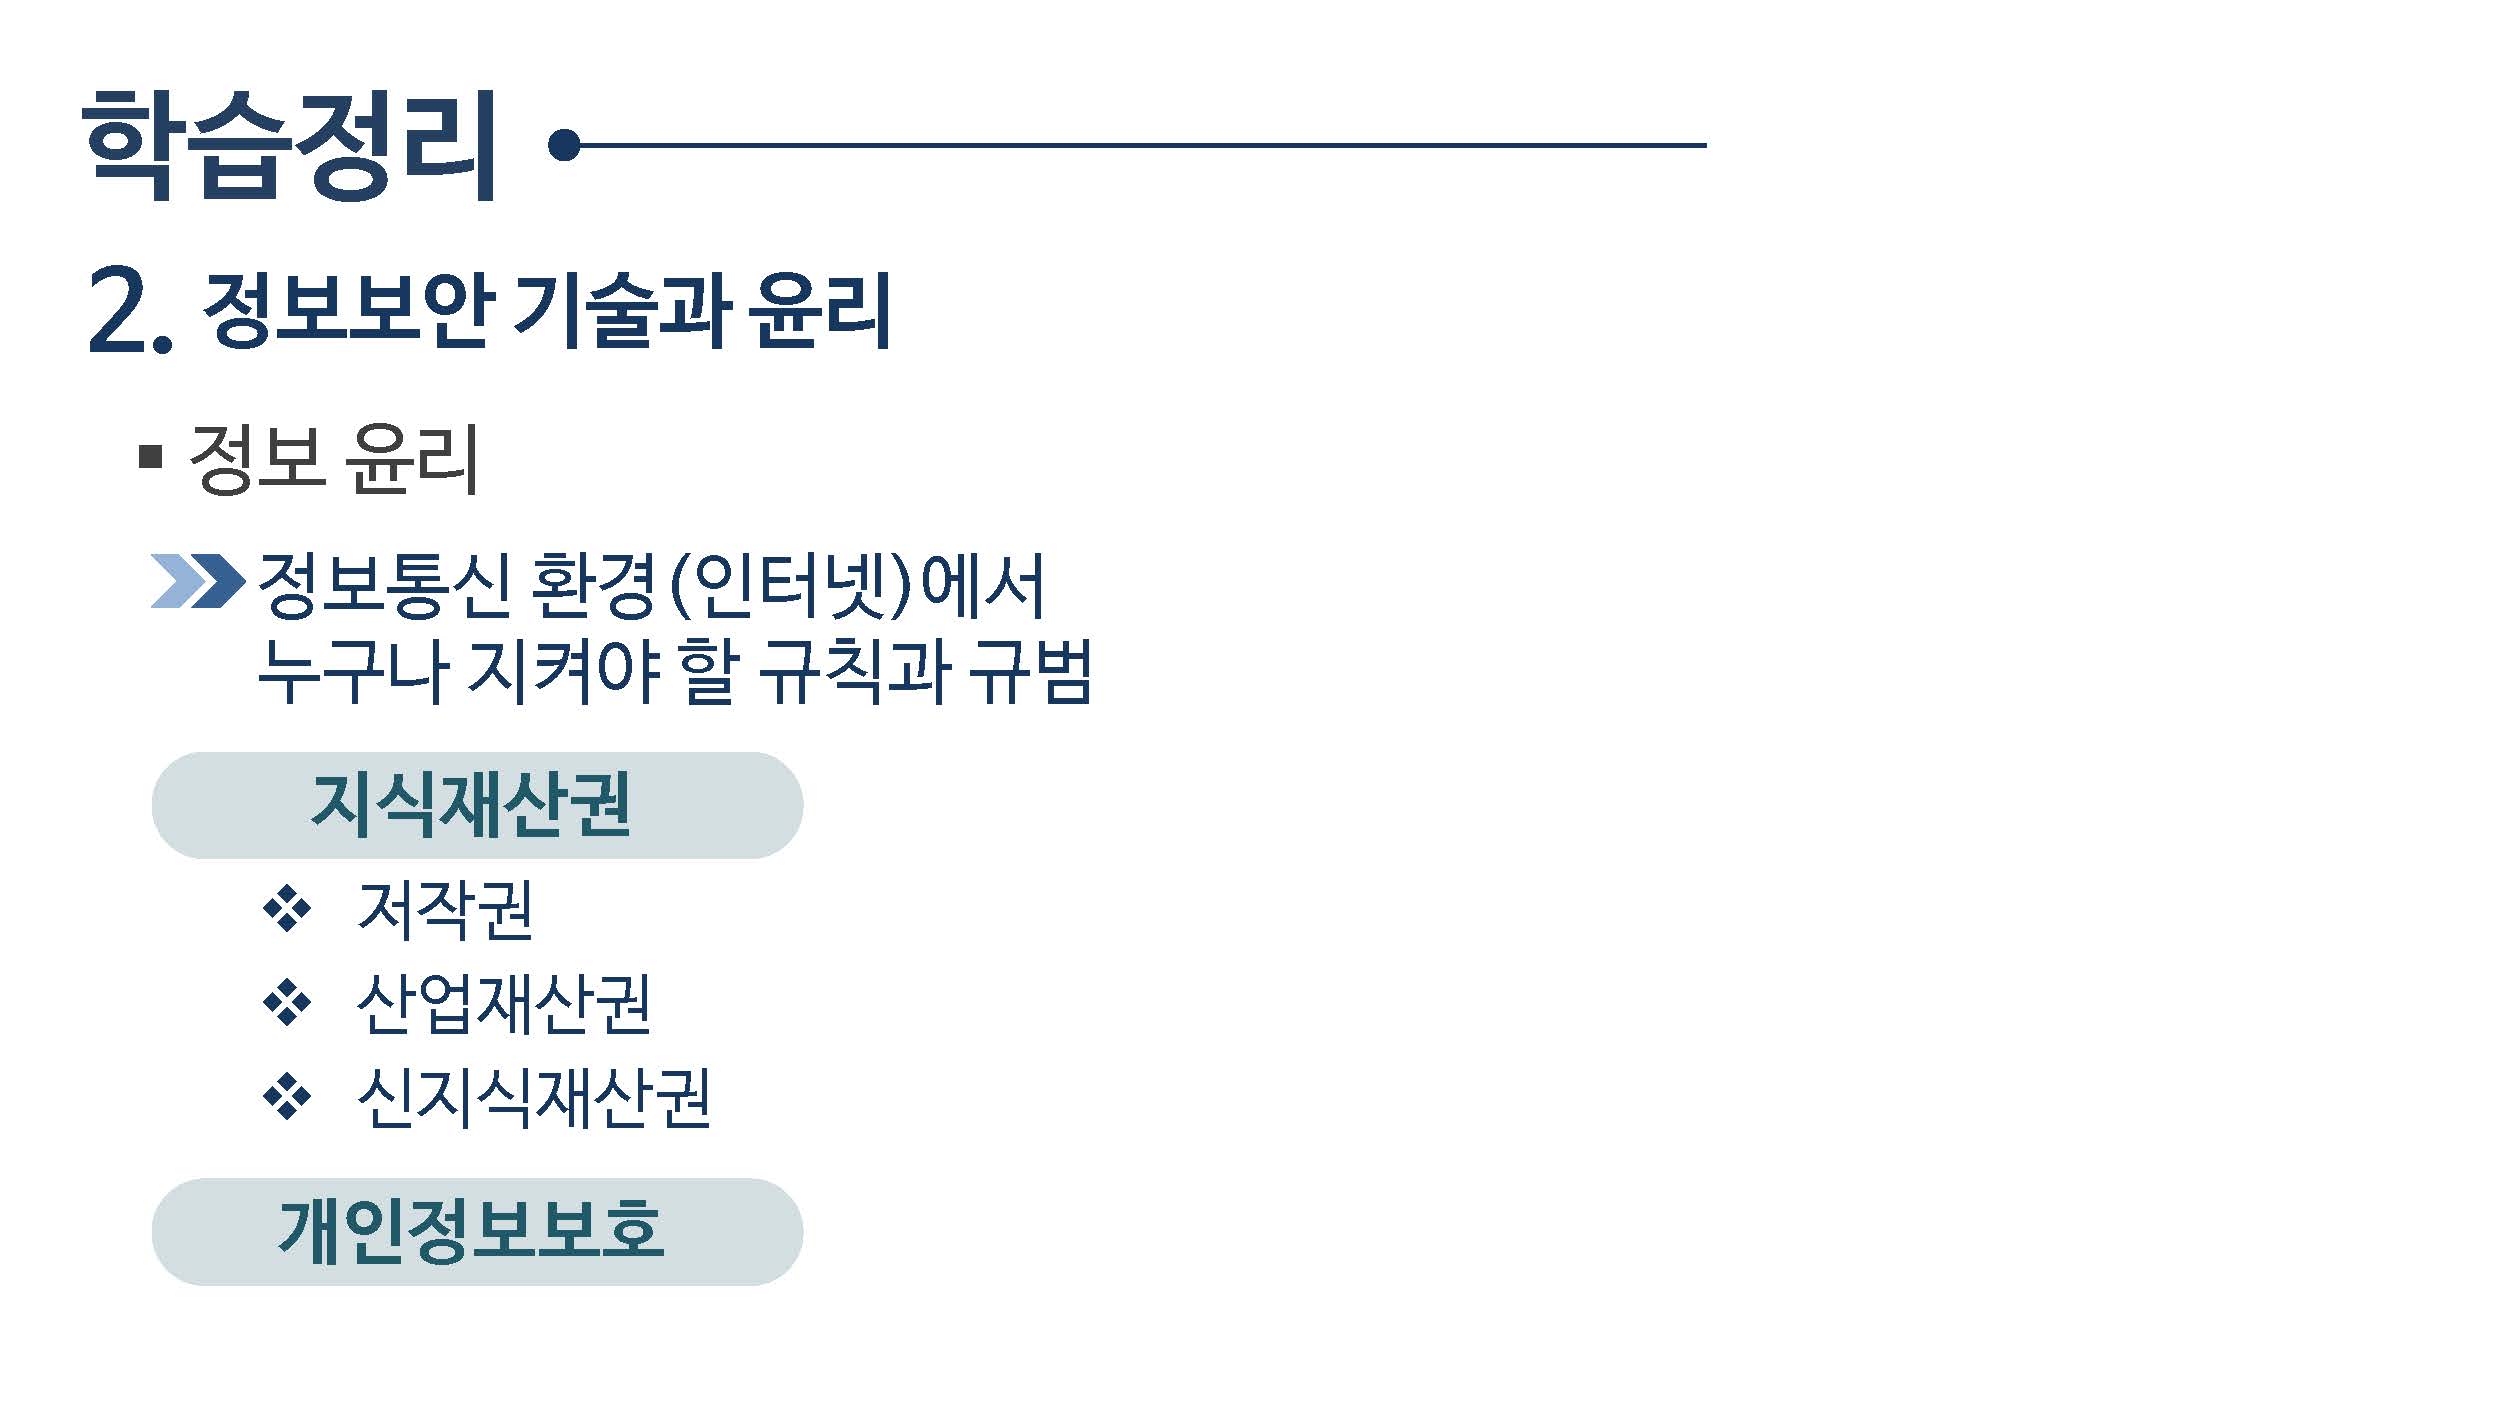 학습정리
2. 정보보안 기술과 윤리
▪ 정보 윤리
정보통신 환경(인터넷)에서
누구나 지켜야 할 규칙과 규범
지식재산권
❖ 저작권
❖ 산업재산권
❖ 신지식재산권
개인정보보호